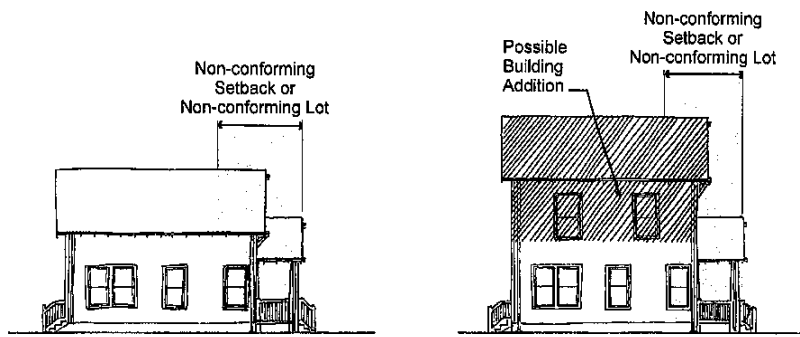 Non-conforming
Setback or
Non-conforming Lot
Possible
Building
Addition
Non-conforming
Setback or
Non-conforming Lot